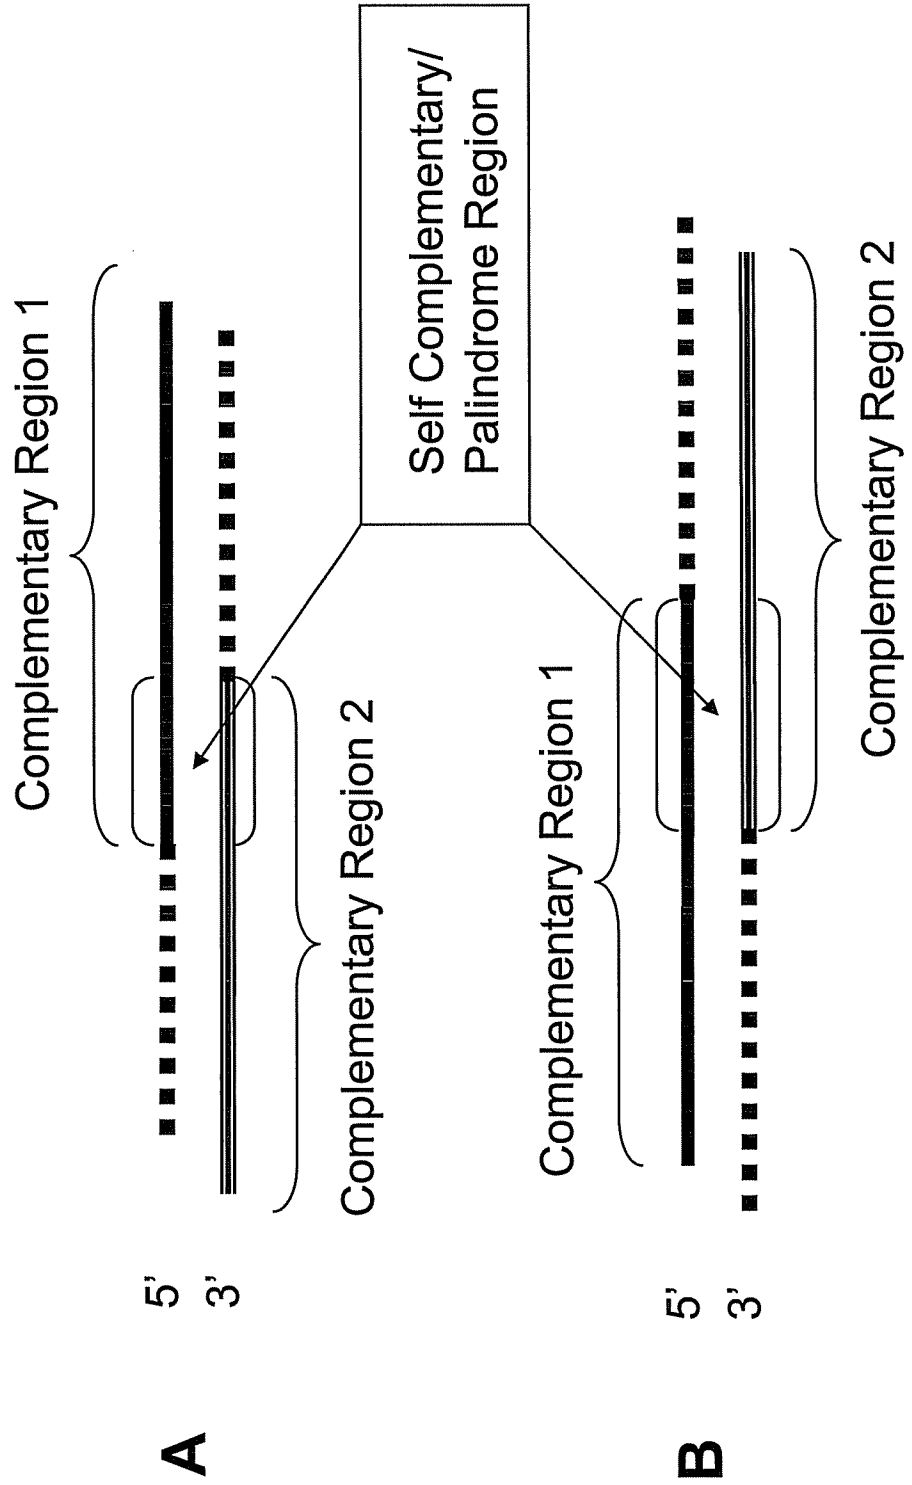 A
Complementary Region 1
5’
3’
Complementary Region 2
Self Complementary/
Palindrome Region
B
Complementary Region 1
5’
3’
Complementary Region 2